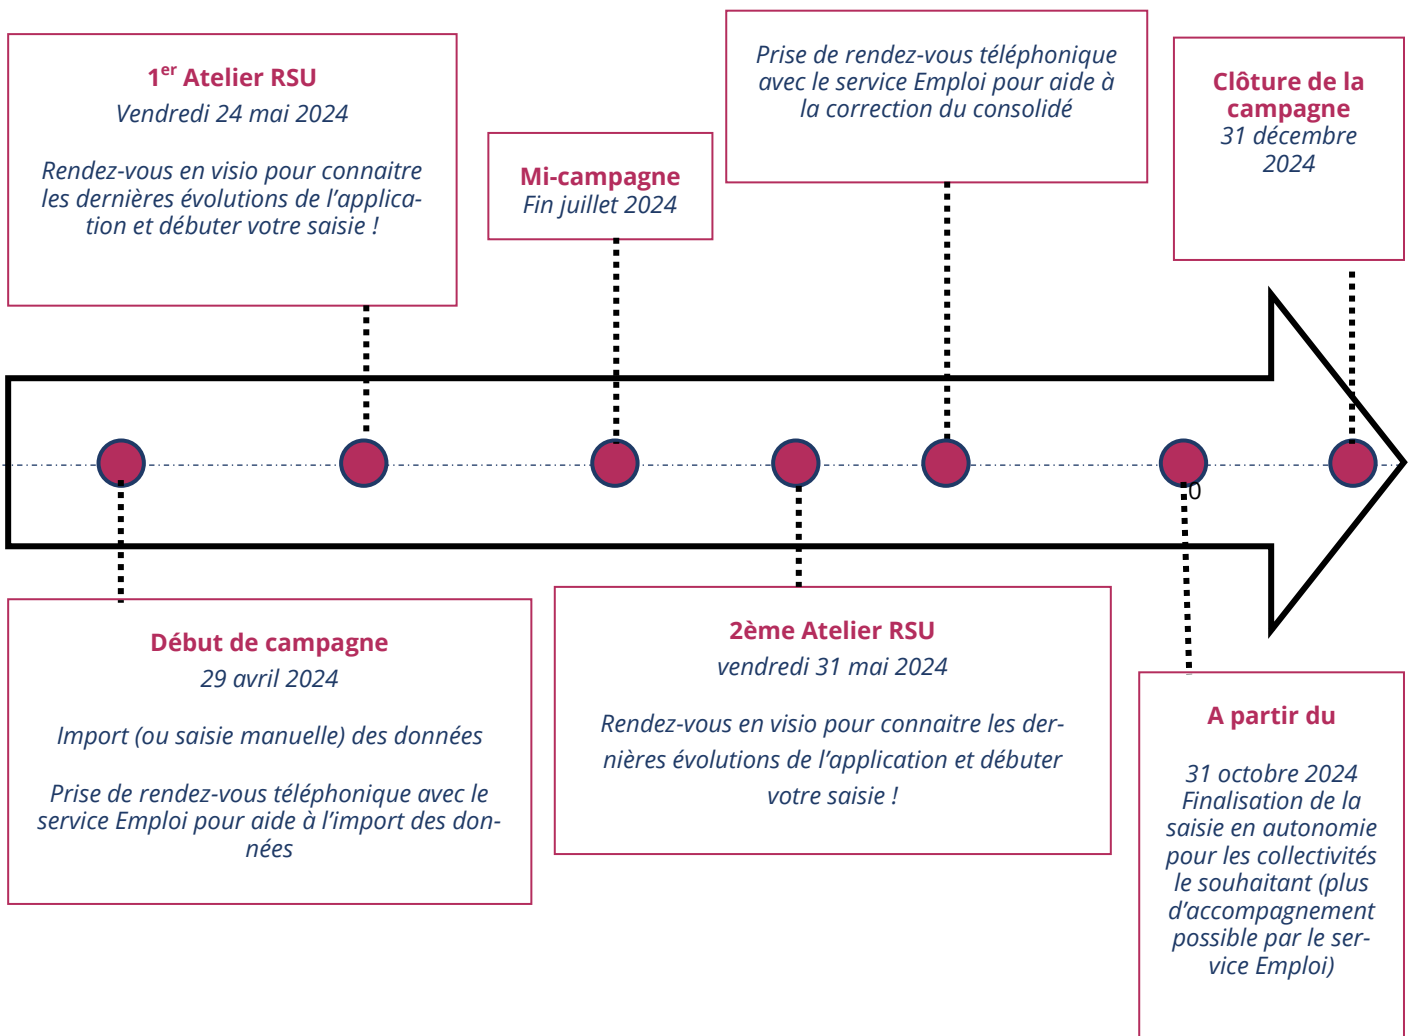 1er Atelier RSU
Vendredi 24 mai 2024
Rendez-vous en visio pour connaitre
les dernières évolutions de l’applica-
tion et débuter votre saisie !
Mi-campagne
Fin juillet 2024
Prise de rendez-vous téléphonique
avec le service Emploi pour aide à
la correction du consolidé
Clôture de la
campagne
31 décembre
2024
0
Début de campagne
29 avril 2024
Import (ou saisie manuelle) des données
Prise de rendez-vous téléphonique avec le
service Emploi pour aide à l’import des don-
nées
2ème Atelier RSU
vendredi 31 mai 2024
Rendez-vous en visio pour connaitre les der-
nières évolutions de l’application et débuter
votre saisie !
A partir du
31 octobre 2024
Finalisation de la
saisie en autonomie
pour les collectivités
le souhaitant (plus
d’accompagnement
possible par le ser-
vice Emploi)